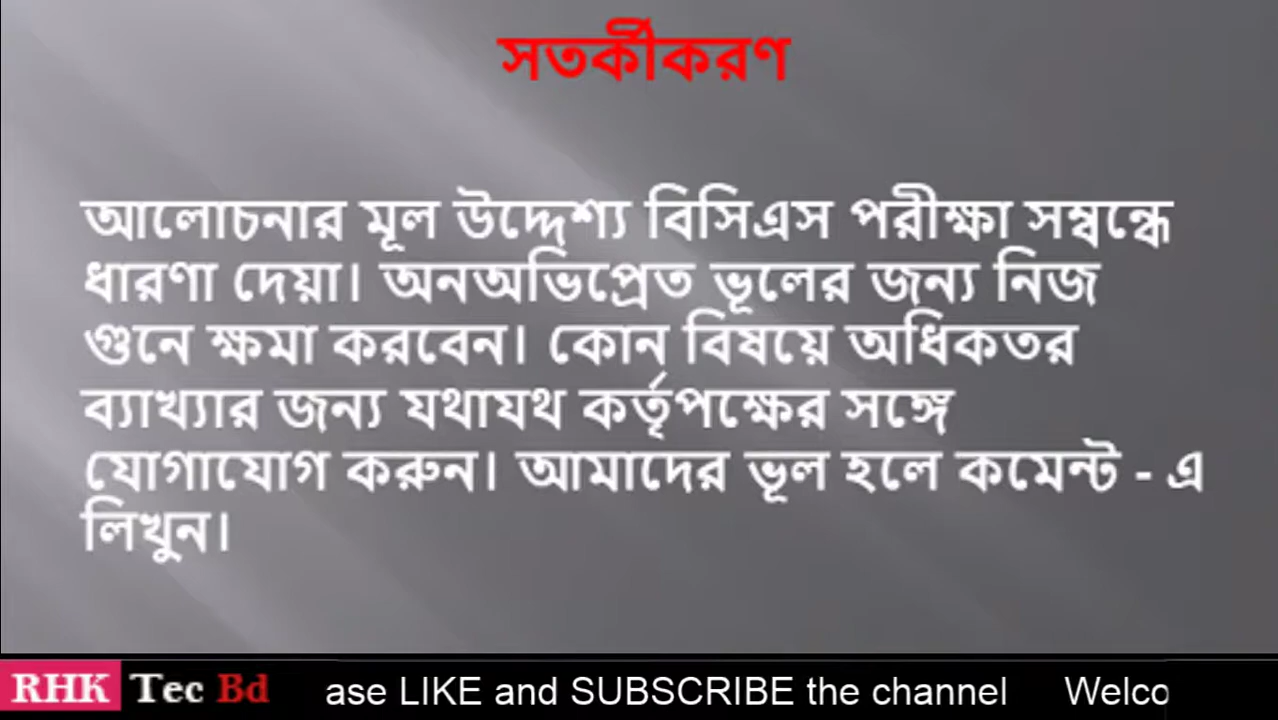 সতর্কীকরণ
আলোচনার মূল উদ্দেশ্য বিসিএস পরীক্ষা সম্বন্ধে
ধারণা দেয়া। অনঅভিপ্রেত ভূলের জন্য নিজ
গুনে ক্ষমা করবেন। কোন বিষয়ে অধিকতর
ব্যাখ্যার জন্য যথাযথ কর্তৃপক্ষের সঙ্গে
যোগাযোগ করুন। আমাদের ভূল হলে কমেন্ট - এ
লিখুন।
RHK Tec Bd ase LIKE and SUBSCRIBE the channel Welco